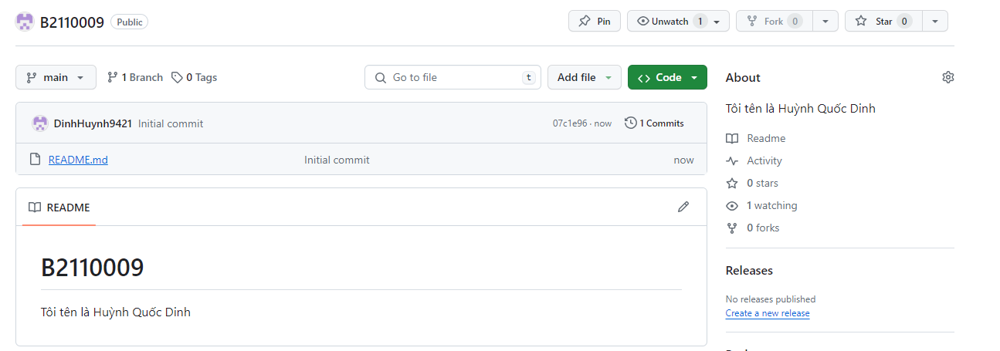 B2110009 Public Pin Unwatch 1 Fork 0 Star 0
main 1 Branch 0 Tags Go to file t Add file Code
DinhHuynh9421 Initial commit 07c1e96 · now 1 Commits
README.md Initial commit now
README
B2110009
Tôi tên là Huỳnh Quốc Dinh
About
Tôi tên là Huỳnh Quốc Dinh
Readme
Activity
0 stars
1 watching
0 forks
Releases
No releases published
Create a new release